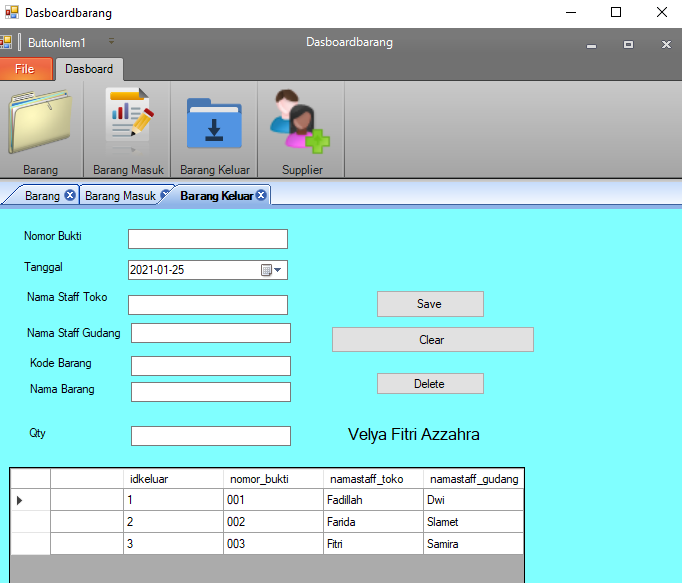 Dasboardbarang
ButtonItem1 Dasboardbarang
File Dasboard
Barang Barang Masuk Barang Keluar Supplier
Barang Barang Masuk Barang Keluar
Nomor Bukti
Tanggal 2021-01-25
Nama Staff Toko Save
Nama Staff Gudang Clear
Kode Barang
Nama Barang Delete
Qty Velya Fitri Azzahra
idkeluar nomor_bukti namastaff_toko namastaff_gudang
1 001 Fadillah Dwi
2 002 Farida Slamet
3 003 Fitri Samira